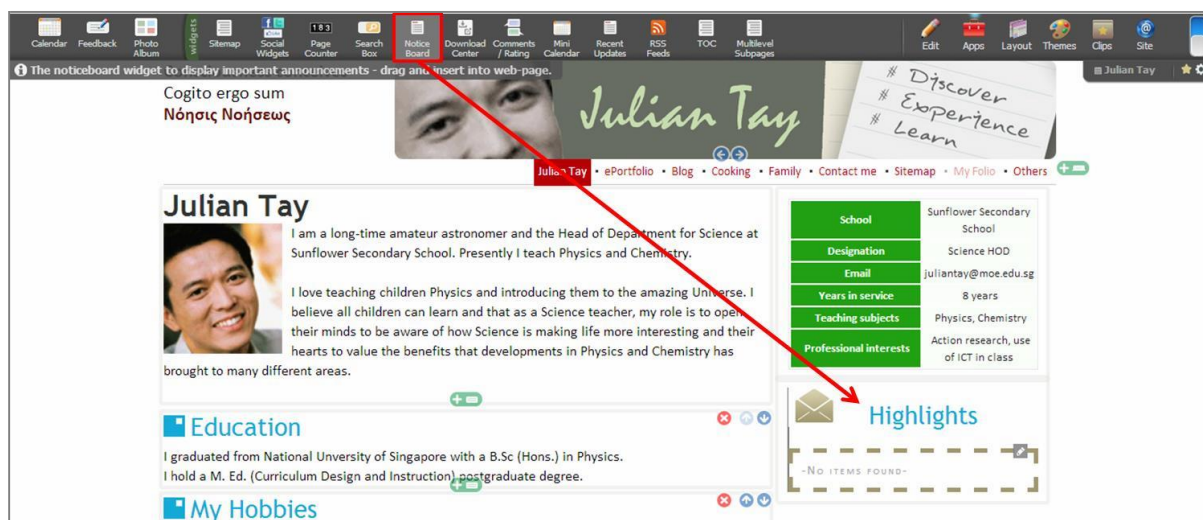 Calendar
Feedback
Photo
Album
widgets
Sitemap
Social
Widgets
183
Page
Counter
Search
Box
Notice
Board
Download
Center
Comments
/ Rating
Mini
Calendar
Recent
Updates
RSS
Feeds
TOC
Multilevel
Subpages
Edit
Apps
Layout
Themes
Clips
Site
The noticeboard widget to display important announcements - drag and insert into web-page.
Julian Tay
Cogito ergo sum
Νόησις Νοήσεως
Julian Tay
# Discover
# Experience
# Learn
Julian Tay • ePortfolio • Blog • Cooking • Family • Contact me • Sitemap • My Folio • Others
Julian Tay
I am a long-time amateur astronomer and the Head of Department for Science at
Sunflower Secondary School. Presently I teach Physics and Chemistry.
I love teaching children Physics and introducing them to the amazing Universe. I
believe all children can learn and that as a Science teacher, my role is to open
their minds to be aware of how Science is making life more interesting and their
hearts to value the benefits that developments in Physics and Chemistry has
brought to many different areas.
Education
I graduated from National Unversity of Singapore with a B.Sc (Hons.) in Physics.
I hold a M. Ed. (Curriculum Design and Instruction) postgraduate degree.
My Hobbies
School
Sunflower Secondary
School
Designation
Science HOD
Email
juliantay@moe.edu.sg
Years in service
8 years
Teaching subjects
Physics, Chemistry
Professional interests
Action research, use
of ICT in class
Highlights
-No items found-